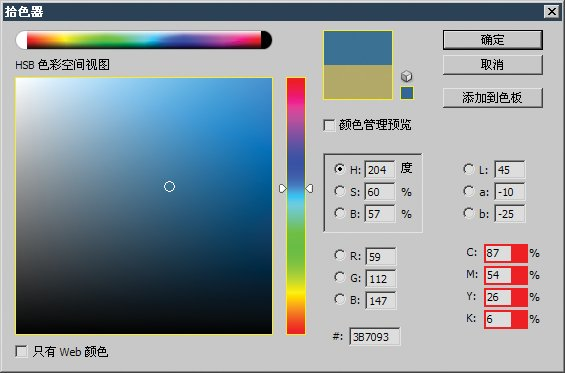 拾色器
确定
HSB 色彩空间视图
取消
添加到色板
颜色管理预览
H: 204 度 L: 45
S: 60 % a: -10
B: 57 % b: -25
R: 59 C: 87 %
G: 112 M: 54 %
B: 147 Y: 26 %
K: 6 %
#: 3B7093
只有 Web 颜色